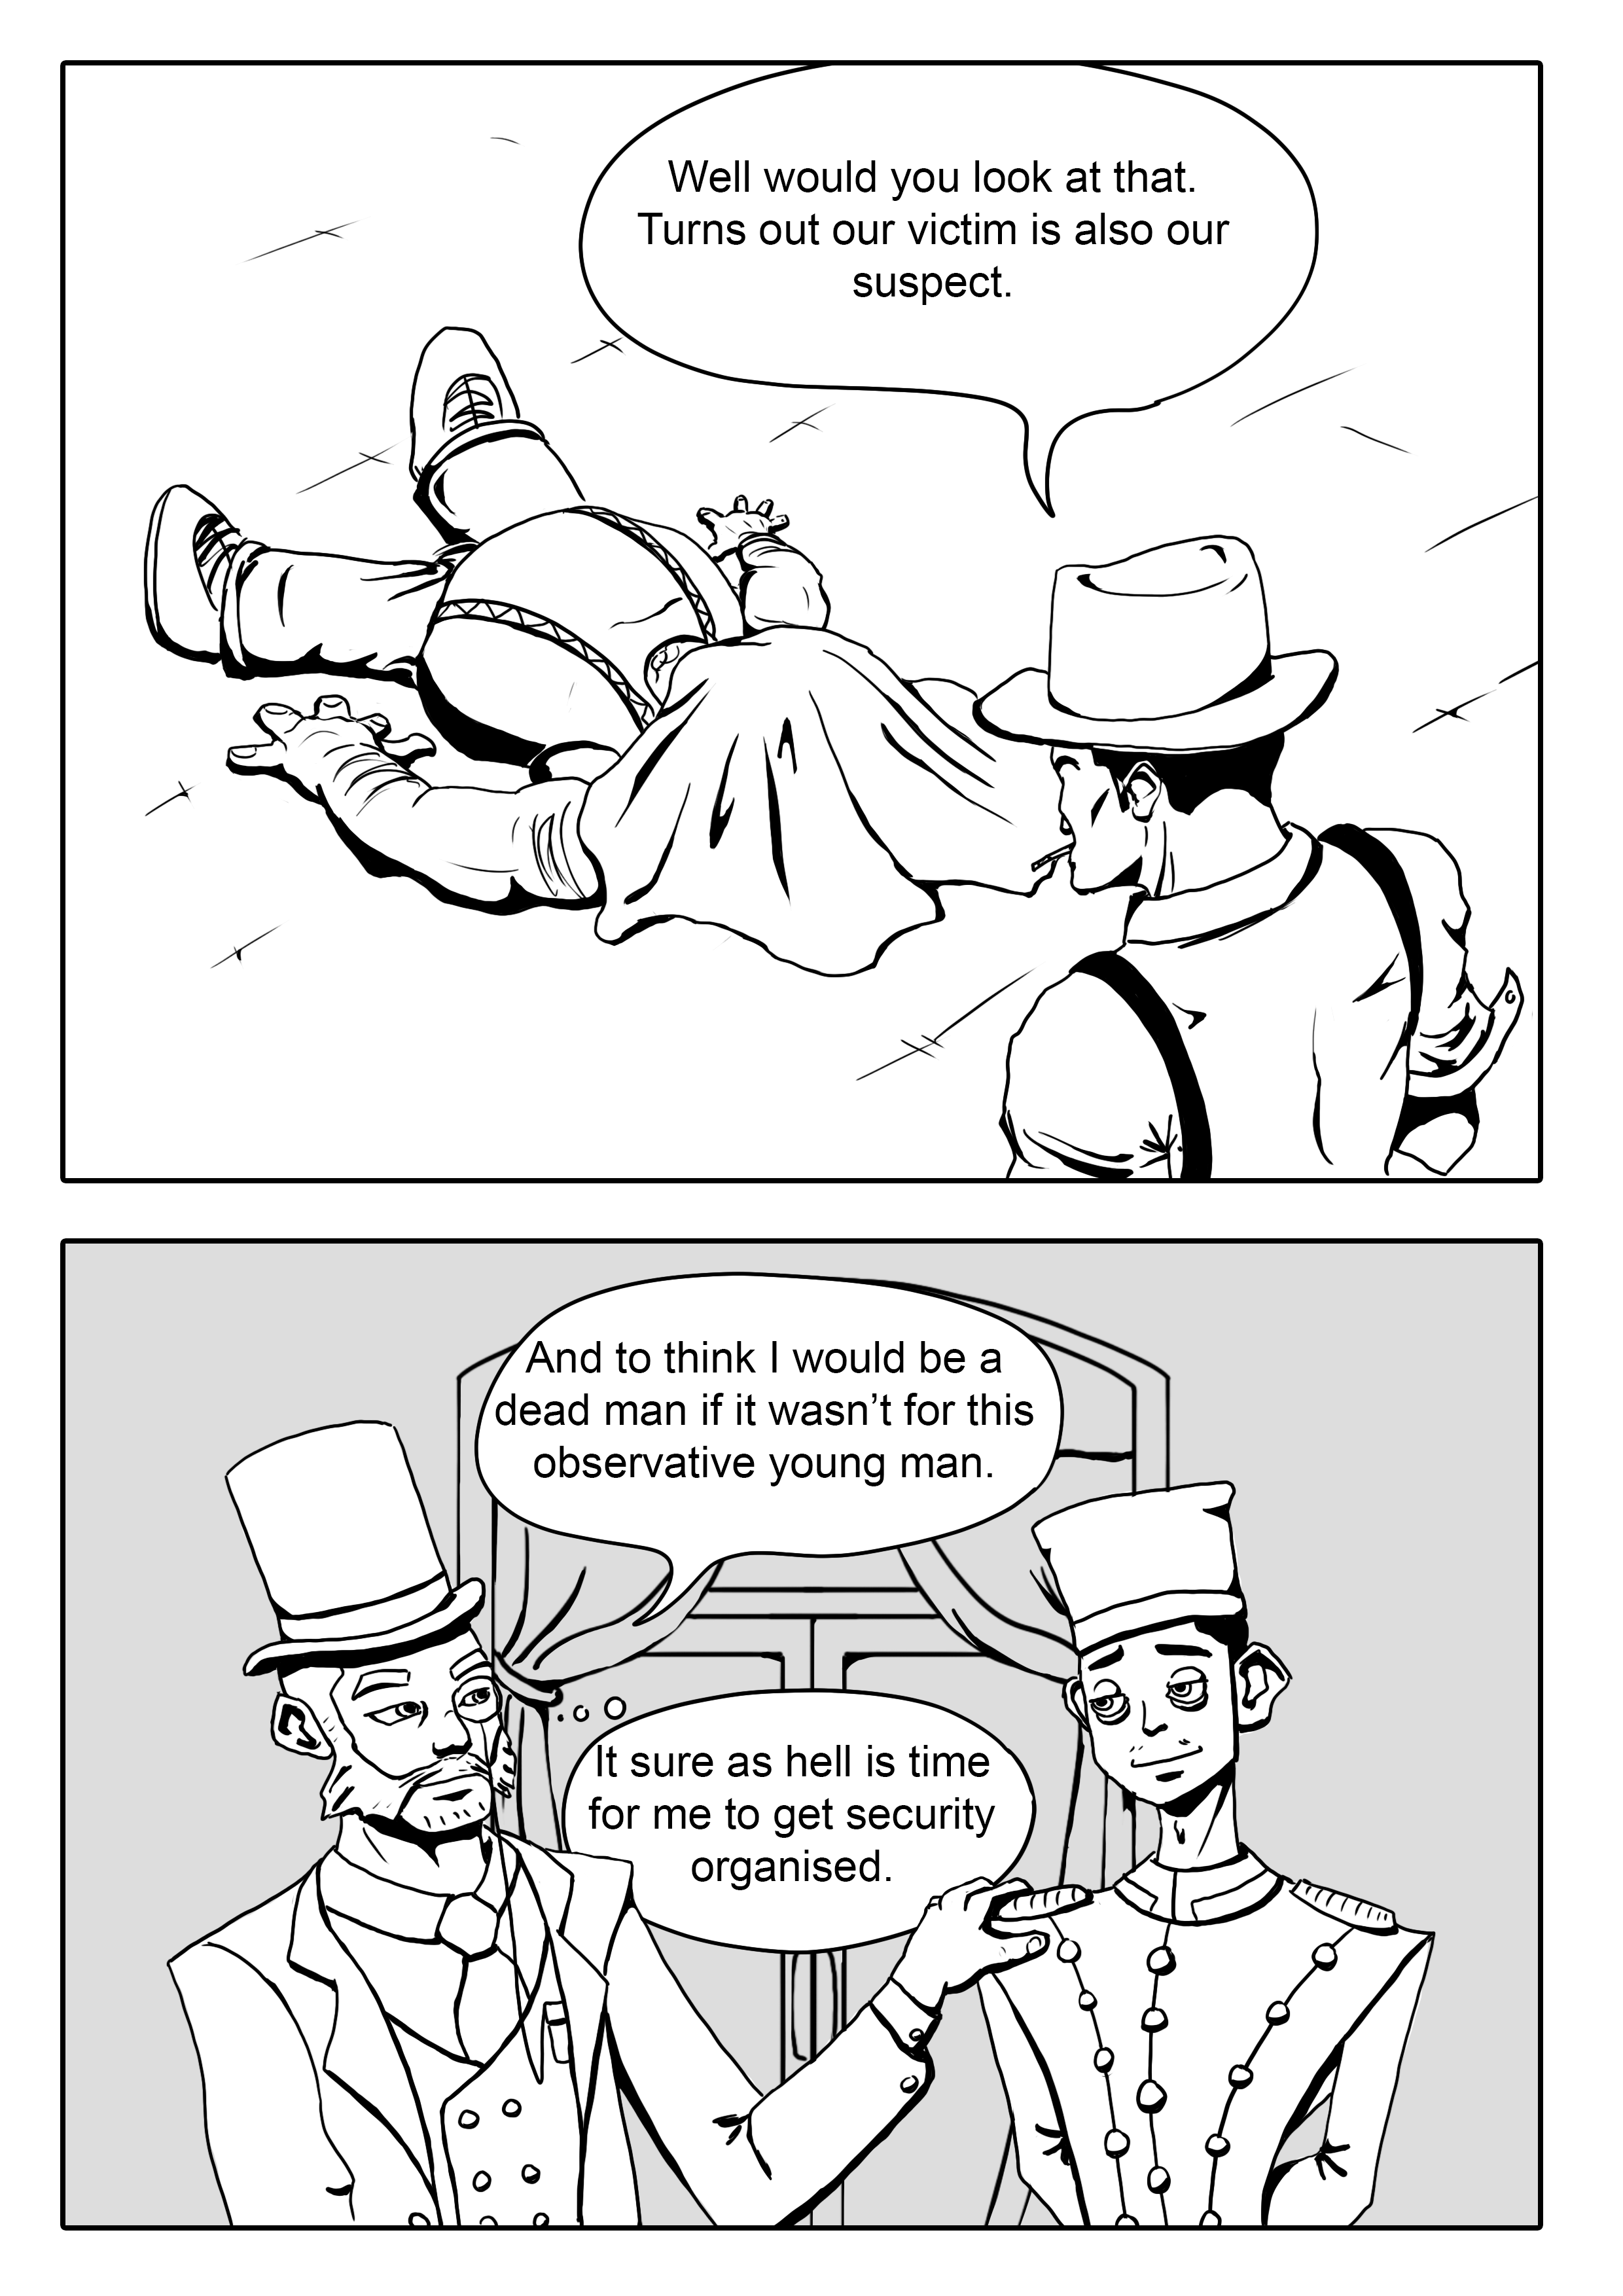 Well would you look at that.
Turns out our victim is also our
suspect.
And to think I would be a
dead man if it wasn’t for this
observative young man.
It sure as hell is time
for me to get security
organised.